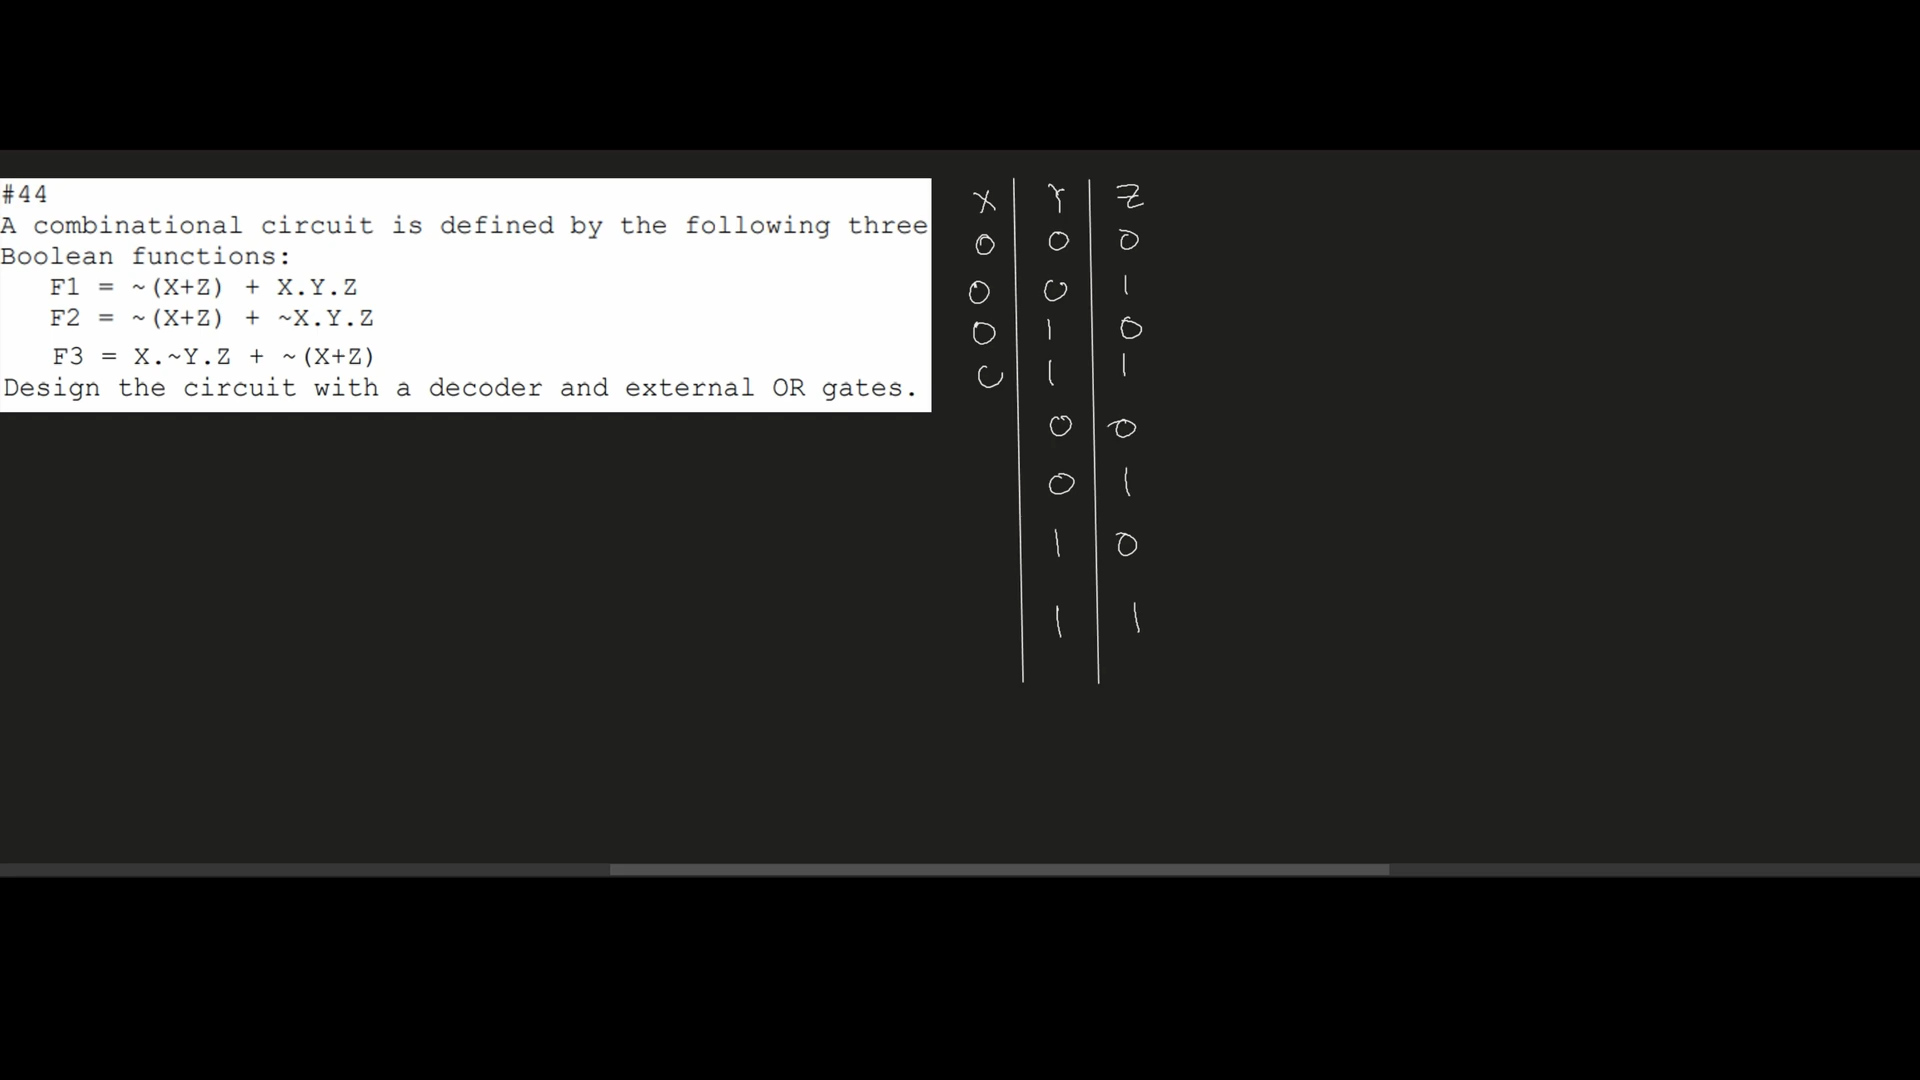 #44
A combinational circuit is defined by the following three
Boolean functions:
F1 = ~(X+Z) + X.Y.Z
F2 = ~(X+Z) + ~X.Y.Z
F3 = X.~Y.Z + ~(X+Z)
Design the circuit with a decoder and external OR gates.
X Y Z
0 0 0
0 0 1
0 1 0
0 1 1
0 0
0 1
1 0
1 1